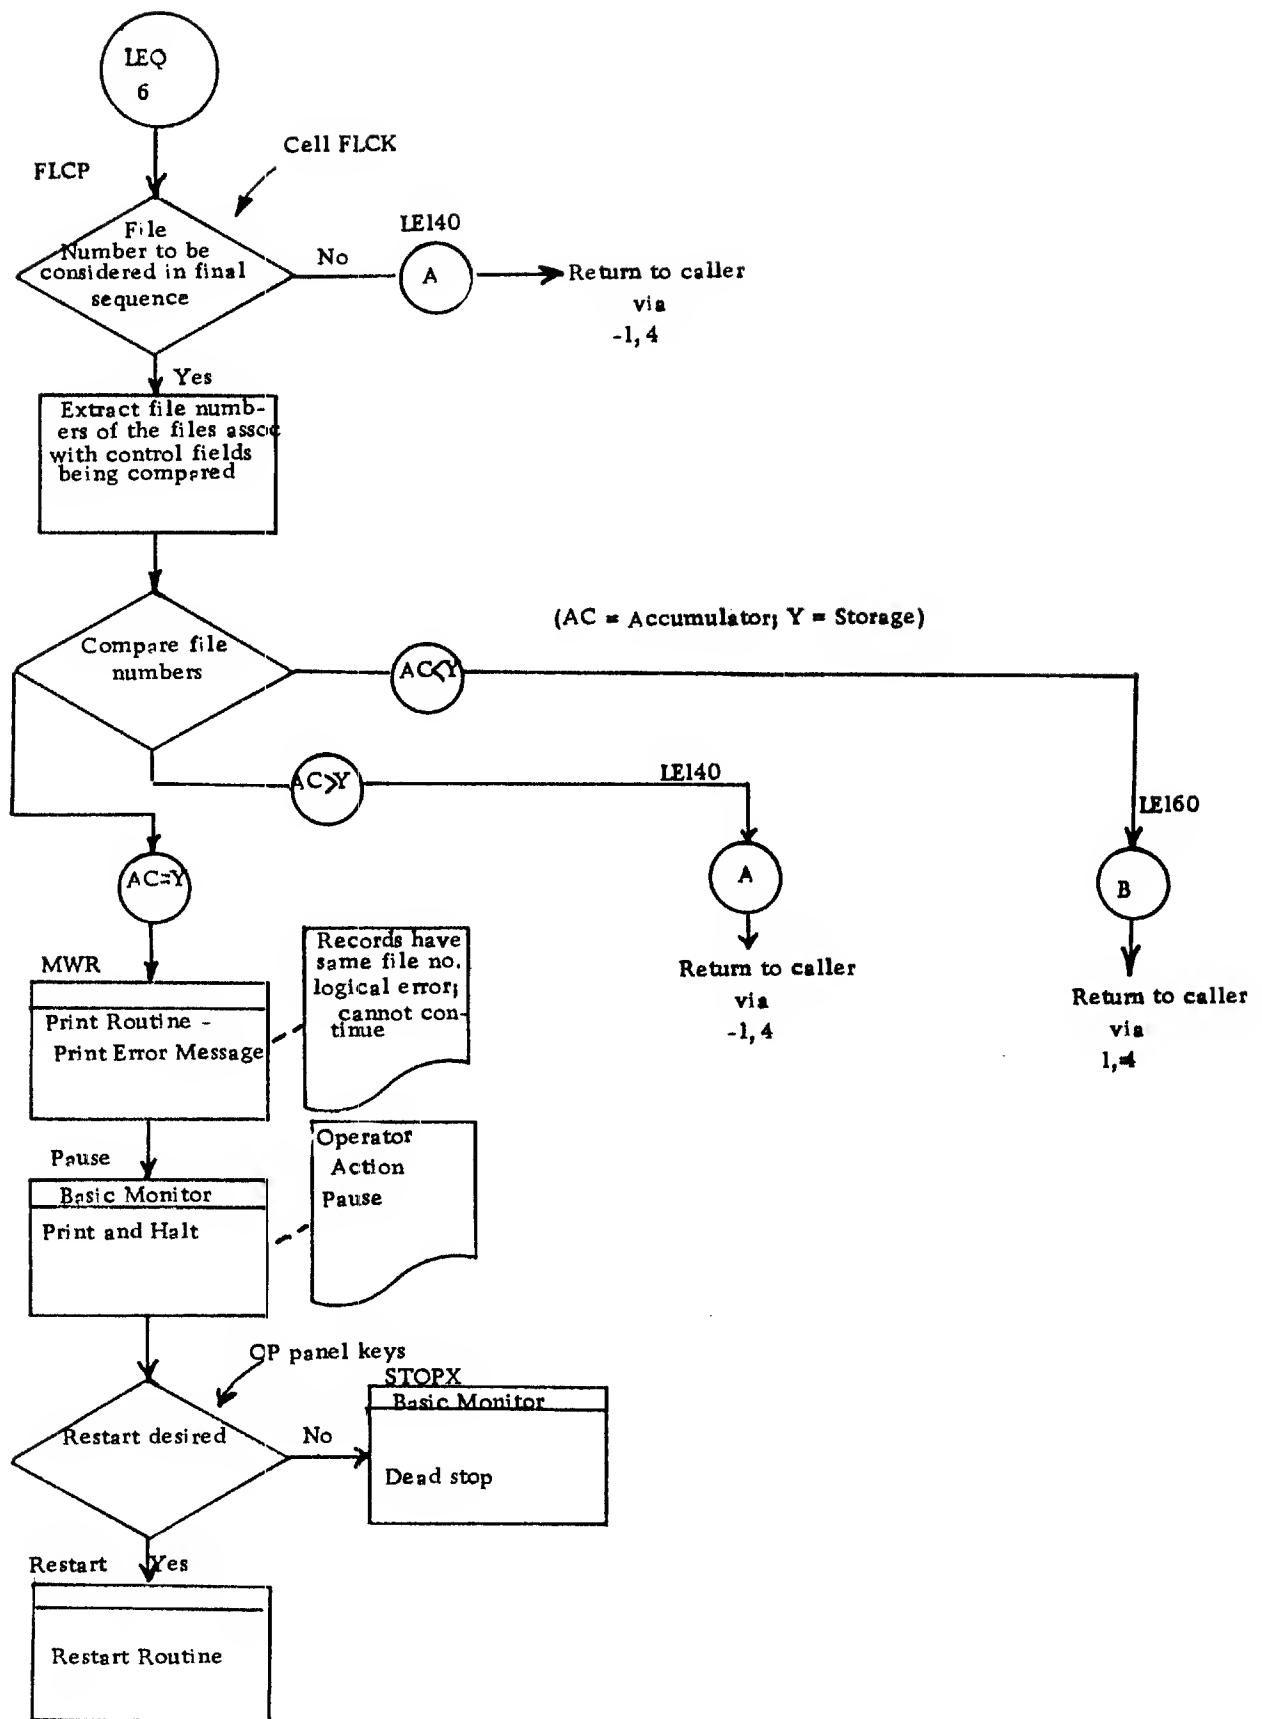 LEQ
6
Cell FLCK
FLCP
File
Number to be
considered in final
sequence
No
LE140
A
Return to caller
via
-1, 4
Yes
Extract file numb-
ers of the files assoc
with control fields
being compared
(AC = Accumulator; Y = Storage)
Compare file
numbers
AC<Y
AC>Y
LE140
LE160
AC=Y
A
B
Return to caller
via
-1, 4
Return to caller
via
1, 4
MWR
Print Routine -
Print Error Message
Records have
same file no.
logical error;
cannot con-
tinue
Pause
Basic Monitor
Print and Halt
Operator
Action
Pause
OP panel keys
Restart desired
No
STOPX
Basic Monitor
Dead stop
Restart
Yes
Restart Routine